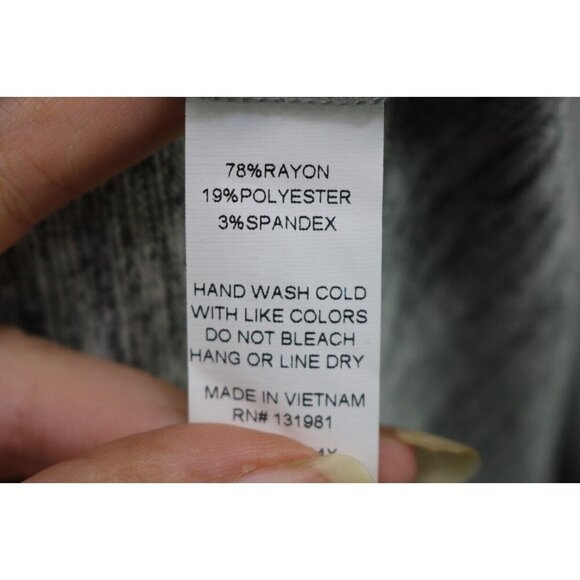 78%RAYON
19%POLYESTER
3%SPANDEX
HAND WASH COLD
WITH LIKE COLORS
DO NOT BLEACH
HANG OR LINE DRY
MADE IN VIETNAM
RN# 131981